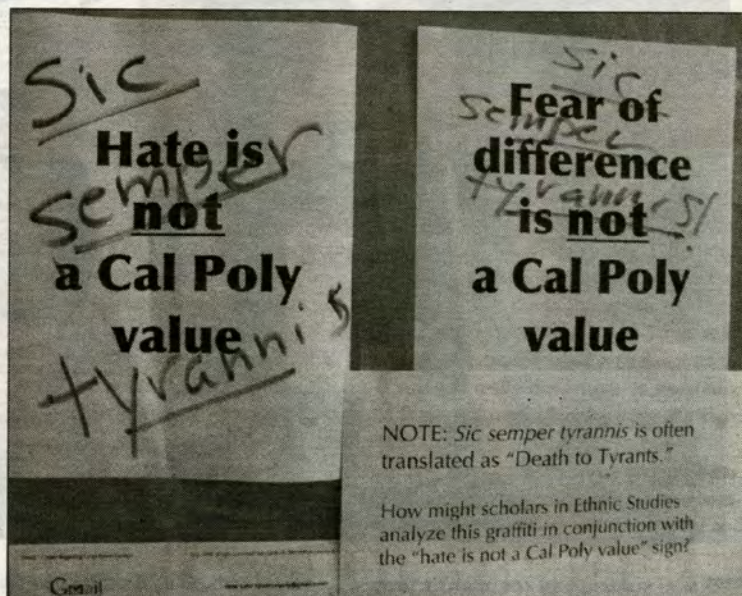 Sic
Hate is
semper
not
a Cal Poly
value
tyrannis
Sic
Fear of
semper
difference
tyrannis!
is not
a Cal Poly
value
NOTE: Sic semper tyrannis is often
translated as “Death to Tyrants.”
How might scholars in Ethnic Studies
analyze this graffiti in conjunction with
the “hate is not a Cal Poly value” sign?
Gmail